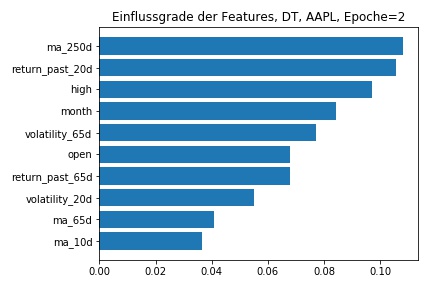 Einflussgrade der Features, DT, AAPL, Epoche=2
ma_250d
return_past_20d
high
month
volatility_65d
open
return_past_65d
volatility_20d
ma_65d
ma_10d
0.00 0.02 0.04 0.06 0.08 0.10